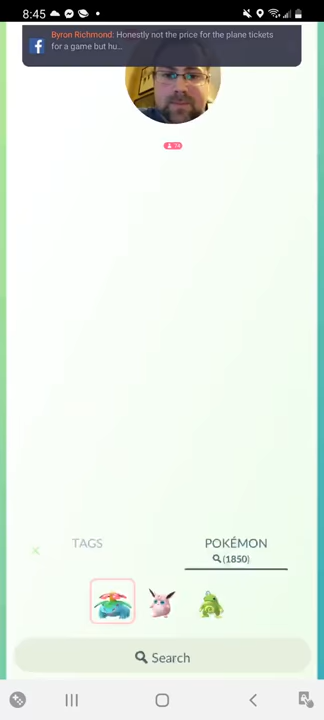 8:45
Byron Richmond: Honestly not the price for the plane tickets
for a game but hu...
74
TAGS
POKÉMON
(1850)
Search